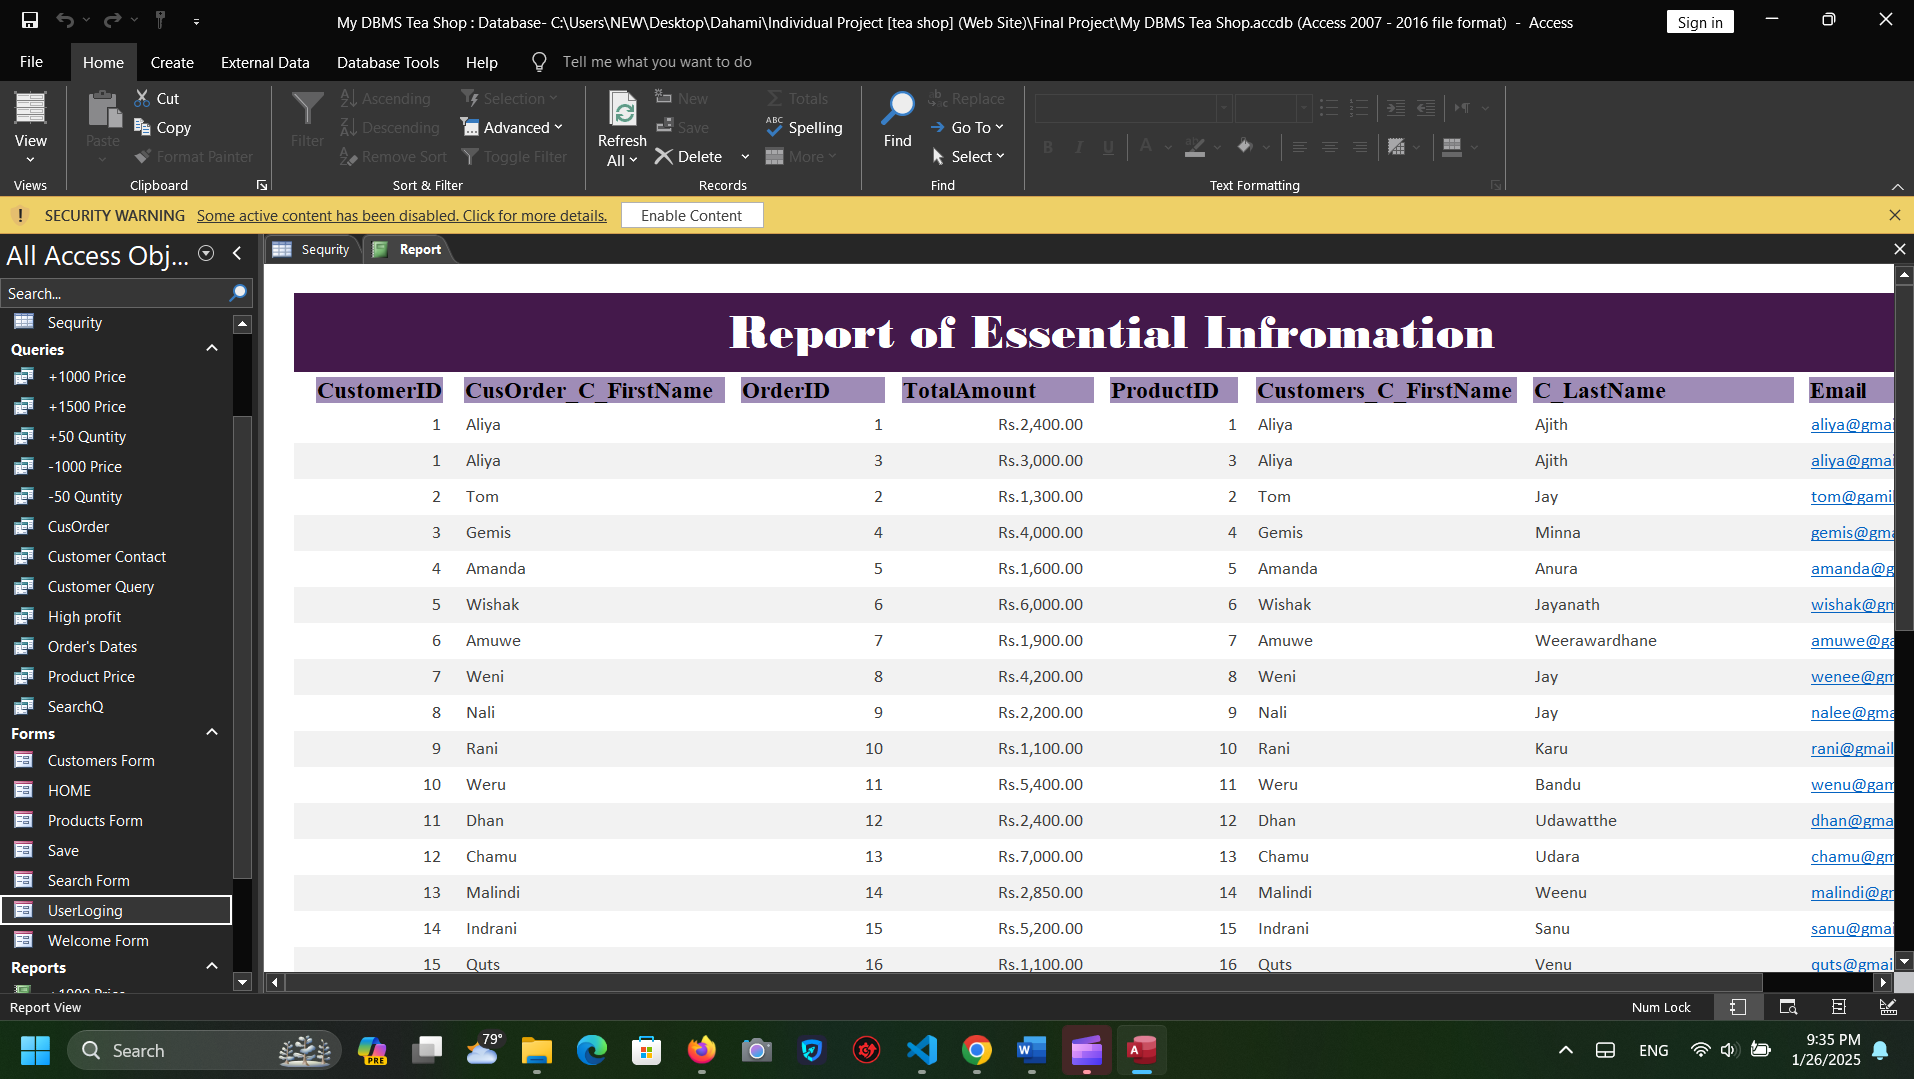 My DBMS Tea Shop : Database- C:\Users\NEW\Desktop\Dahami\Individual Project [tea shop] (Web Site)\Final Project\My DBMS Tea Shop.accdb (Access 2007 - 2016 file format) - Access
Sign in
File Home Create External Data Database Tools Help Tell me what you want to do
View
Views
Paste
Cut
Copy
Format Painter
Clipboard
Filter
Ascending
Descending
Remove Sort
Selection
Advanced
Toggle Filter
Sort & Filter
Refresh
All
New
Save
Delete
Totals
Spelling
More
Records
Find
Replace
Go To
Select
Find
Text Formatting
SECURITY WARNING Some active content has been disabled. Click for more details. Enable Content
All Access Obj...
Search...
Sequrity
Queries
+1000 Price
+1500 Price
+50 Quntity
-1000 Price
-50 Quntity
CusOrder
Customer Contact
Customer Query
High profit
Order's Dates
Product Price
SearchQ
Forms
Customers Form
HOME
Products Form
Save
Search Form
UserLoging
Welcome Form
Reports
+1000 Price
Sequrity Report
Report of Essential Infromation
CustomerID CusOrder_C_FirstName OrderID TotalAmount ProductID Customers_C_FirstName C_LastName Email
1 Aliya 1 Rs.2,400.00 1 Aliya Ajith aliya@gmai
1 Aliya 3 Rs.3,000.00 3 Aliya Ajith aliya@gmai
2 Tom 2 Rs.1,300.00 2 Tom Jay tom@gamil
3 Gemis 4 Rs.4,000.00 4 Gemis Minna gemis@gma
4 Amanda 5 Rs.1,600.00 5 Amanda Anura amanda@g
5 Wishak 6 Rs.6,000.00 6 Wishak Jayanath wishak@gm
6 Amuwe 7 Rs.1,900.00 7 Amuwe Weerawardhane amuwe@ga
7 Weni 8 Rs.4,200.00 8 Weni Jay wenee@gm
8 Nali 9 Rs.2,200.00 9 Nali Jay nalee@gma
9 Rani 10 Rs.1,100.00 10 Rani Karu rani@gmail
10 Weru 11 Rs.5,400.00 11 Weru Bandu wenu@gam
11 Dhan 12 Rs.2,400.00 12 Dhan Udawatthe dhan@gma
12 Chamu 13 Rs.7,000.00 13 Chamu Udara chamu@gm
13 Malindi 14 Rs.2,850.00 14 Malindi Weenu malindi@gr
14 Indrani 15 Rs.5,200.00 15 Indrani Sanu sanu@gmai
15 Quts 16 Rs.1,100.00 16 Quts Venu quts@gmai
Report View
Num Lock
Search
PRE
79°
ENG
9:35 PM
1/26/2025